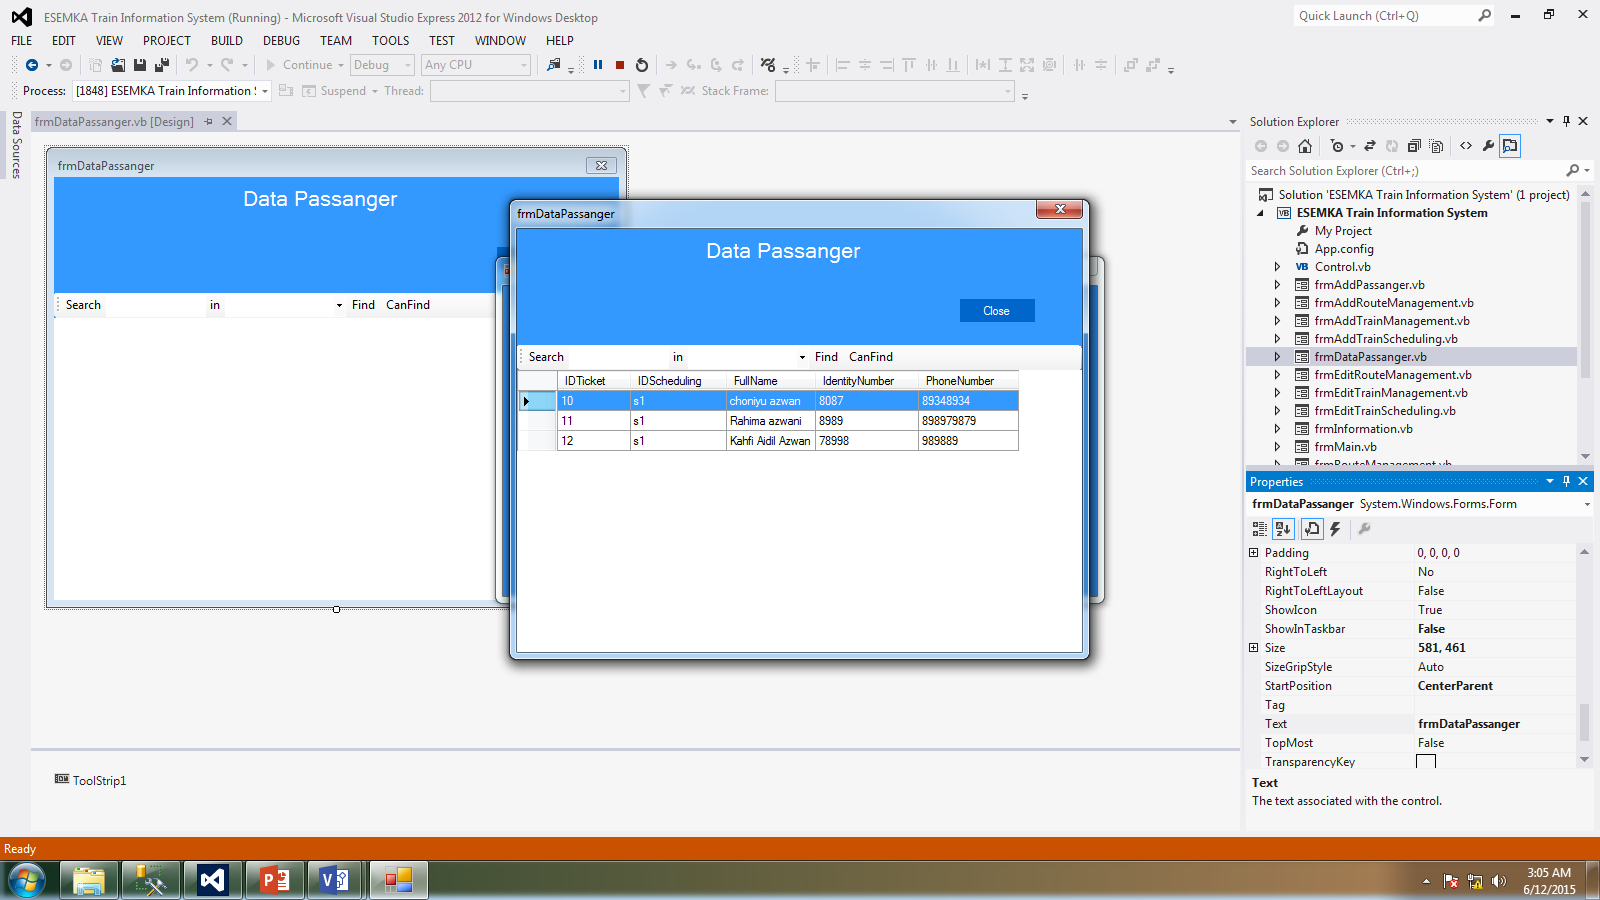 ESEMKA Train Information System (Running) - Microsoft Visual Studio Express 2012 for Windows Desktop
Quick Launch (Ctrl+Q)
FILE EDIT VIEW PROJECT BUILD DEBUG TEAM TOOLS TEST WINDOW HELP
Continue Debug Any CPU
Process: [1848] ESEMKA Train Information Suspend Thread: Stack Frame:
Data Sources
frmDataPassanger.vb [Design]
frmDataPassanger
Data Passanger
Search in Find CanFind
frmDataPassanger
Data Passanger
Close
Search in Find CanFind
IDTicket IDScheduling FullName IdentityNumber PhoneNumber
10 s1 choniyu azwan 8087 89348934
11 s1 Rahima azwani 8989 898979879
12 s1 Kahfi Aidil Azwan 78998 989889
ToolStrip1
Solution Explorer
Search Solution Explorer (Ctrl+;)
Solution 'ESEMKA Train Information System' (1 project)
VB ESEMKA Train Information System
My Project
App.config
VB Control.vb
frmAddPassanger.vb
frmAddRouteManagement.vb
frmAddTrainManagement.vb
frmAddTrainScheduling.vb
frmDataPassanger.vb
frmEditRouteManagement.vb
frmEditTrainManagement.vb
frmEditTrainScheduling.vb
frmInformation.vb
frmMain.vb
frmRouteManagement.vb
Properties
frmDataPassanger System.Windows.Forms.Form
Padding 0, 0, 0, 0
RightToLeft No
RightToLeftLayout False
ShowIcon True
ShowInTaskbar False
Size 581, 461
SizeGripStyle Auto
StartPosition CenterParent
Tag
Text frmDataPassanger
TopMost False
TransparencyKey
Text
The text associated with the control.
Ready
3:05 AM
6/12/2015